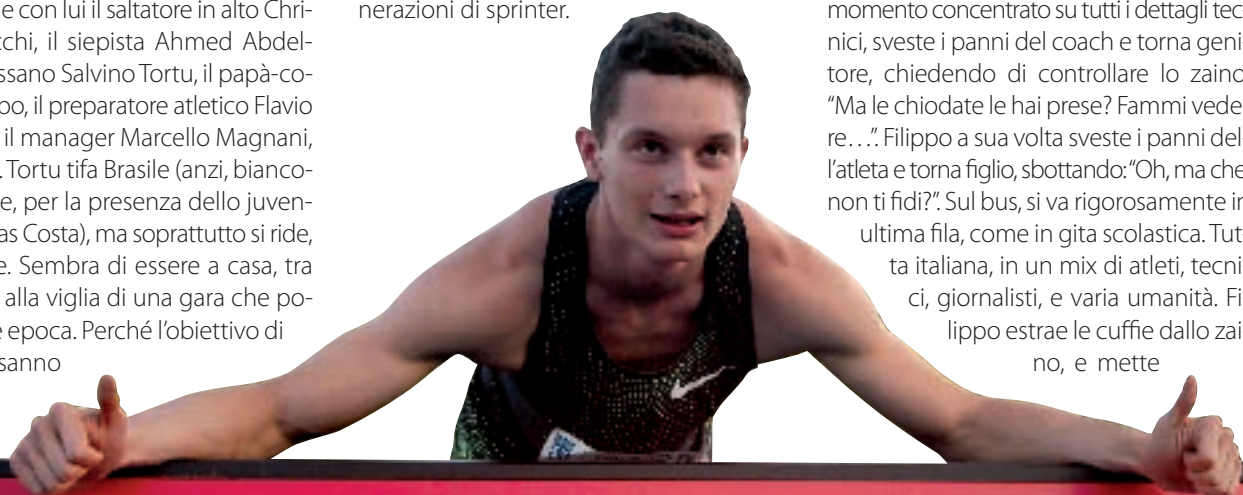 e con lui il saltatore in alto Chri-
cchi, il siepista Ahmed Abdel-
ssano Salvino Tortu, il papà-co-
po, il preparatore atletico Flavio
il manager Marcello Magnani,
. Tortu tifa Brasile (anzi, bianco-
e, per la presenza dello juven-
as Costa), ma soprattutto si ride,
e. Sembra di essere a casa, tra
alla viglia di una gara che po-
e epoca. Perché l’obiettivo di
sanno
nerazioni di sprinter.
momento concentrato su tutti i dettagli tec-
nici, sveste i panni del coach e torna geni-
tore, chiedendo di controllare lo zaino
“Ma le chiodate le hai prese? Fammi vede
re…”. Filippo a sua volta sveste i panni del-
l’atleta e torna figlio, sbottando: “Oh, ma che
non ti fidi?”. Sul bus, si va rigorosamente in
ultima fila, come in gita scolastica. Tut-
ta italiana, in un mix di atleti, tecni
ci, giornalisti, e varia umanità. Fi
lippo estrae le cuffie dallo zai
no, e mette